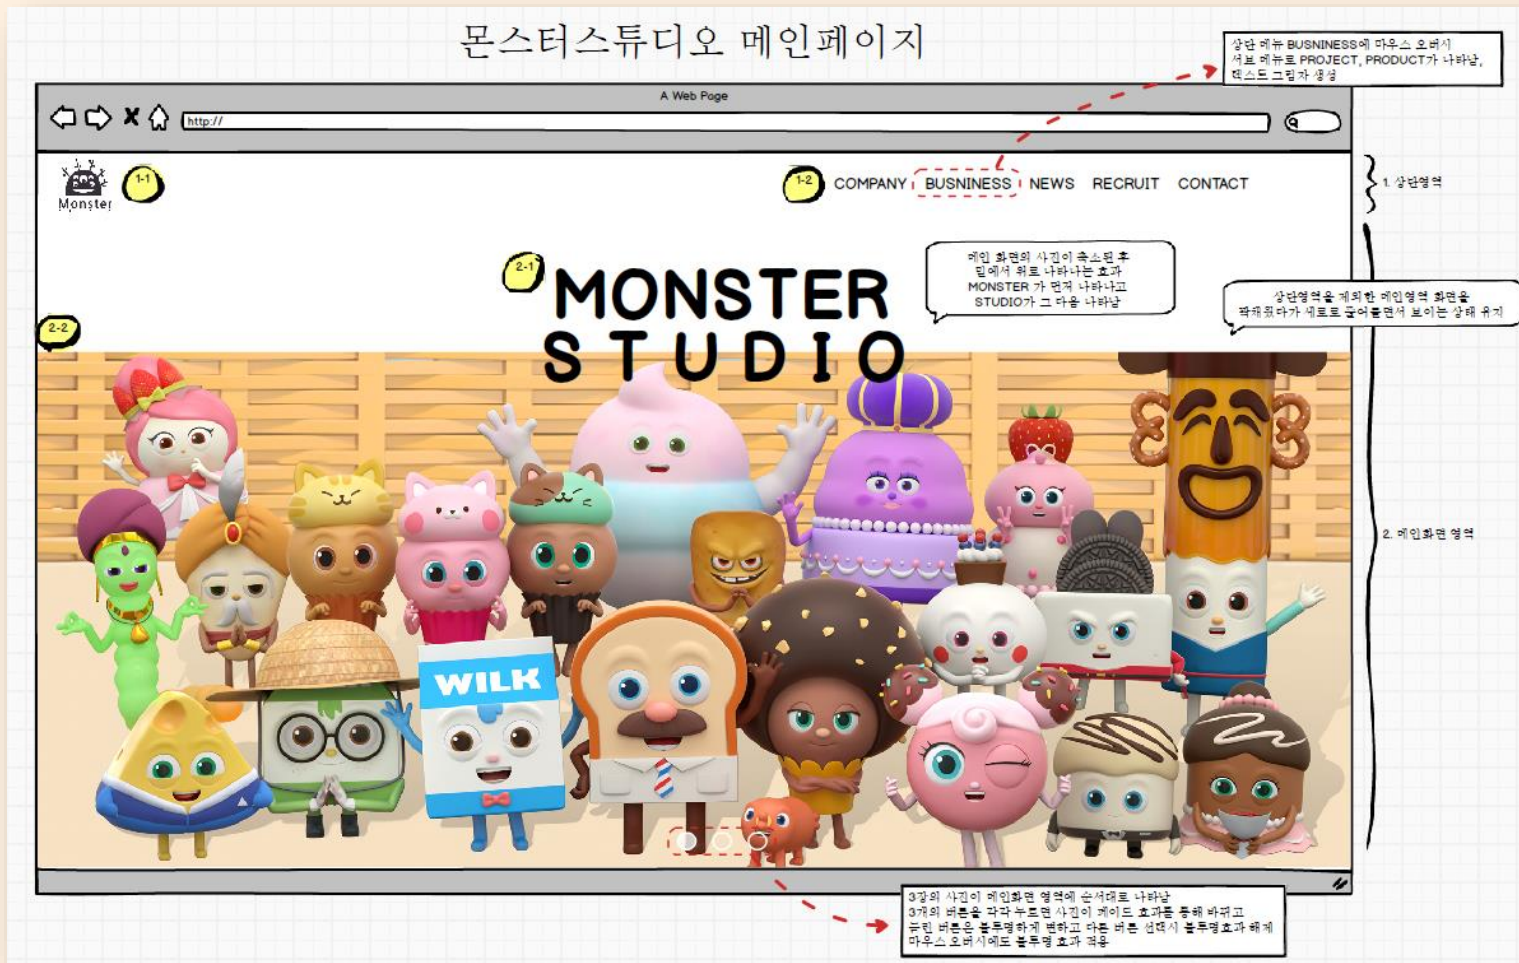 몬스터스튜디오 메인페이지
상단 메뉴 BUSNINESS에 마우스 오버시
서브 메뉴로 PROJECT, PRODUCT가 나타남,
텍스트 그림자 생성
A Web Page
http://
Monster
1-1
1-2
COMPANY BUSNINESS NEWS RECRUIT CONTACT
1. 상단영역
2-1
MONSTER
STUDIO
메인 화면의 사진이 축소된 후
밑에서 위로 나타나는 효과
MONSTER 가 먼저 나타나고
STUDIO가 그 다음 나타남
상단영역을 제외한 메인영역 화면을
꽉채웠다가 세로로 줄어들면서 보이는 상태 유지
2-2
2. 메인화면 영역
WILK
3장의 사진이 메인화면 영역에 순서대로 나타남
3개의 버튼을 각각 누르면 사진이 페이드 효과를 통해 바뀌고
눌린 버튼은 불투명하게 변하고 다른 버튼 선택시 불투명효과 해제
마우스 오버시에도 불투명 효과 적용